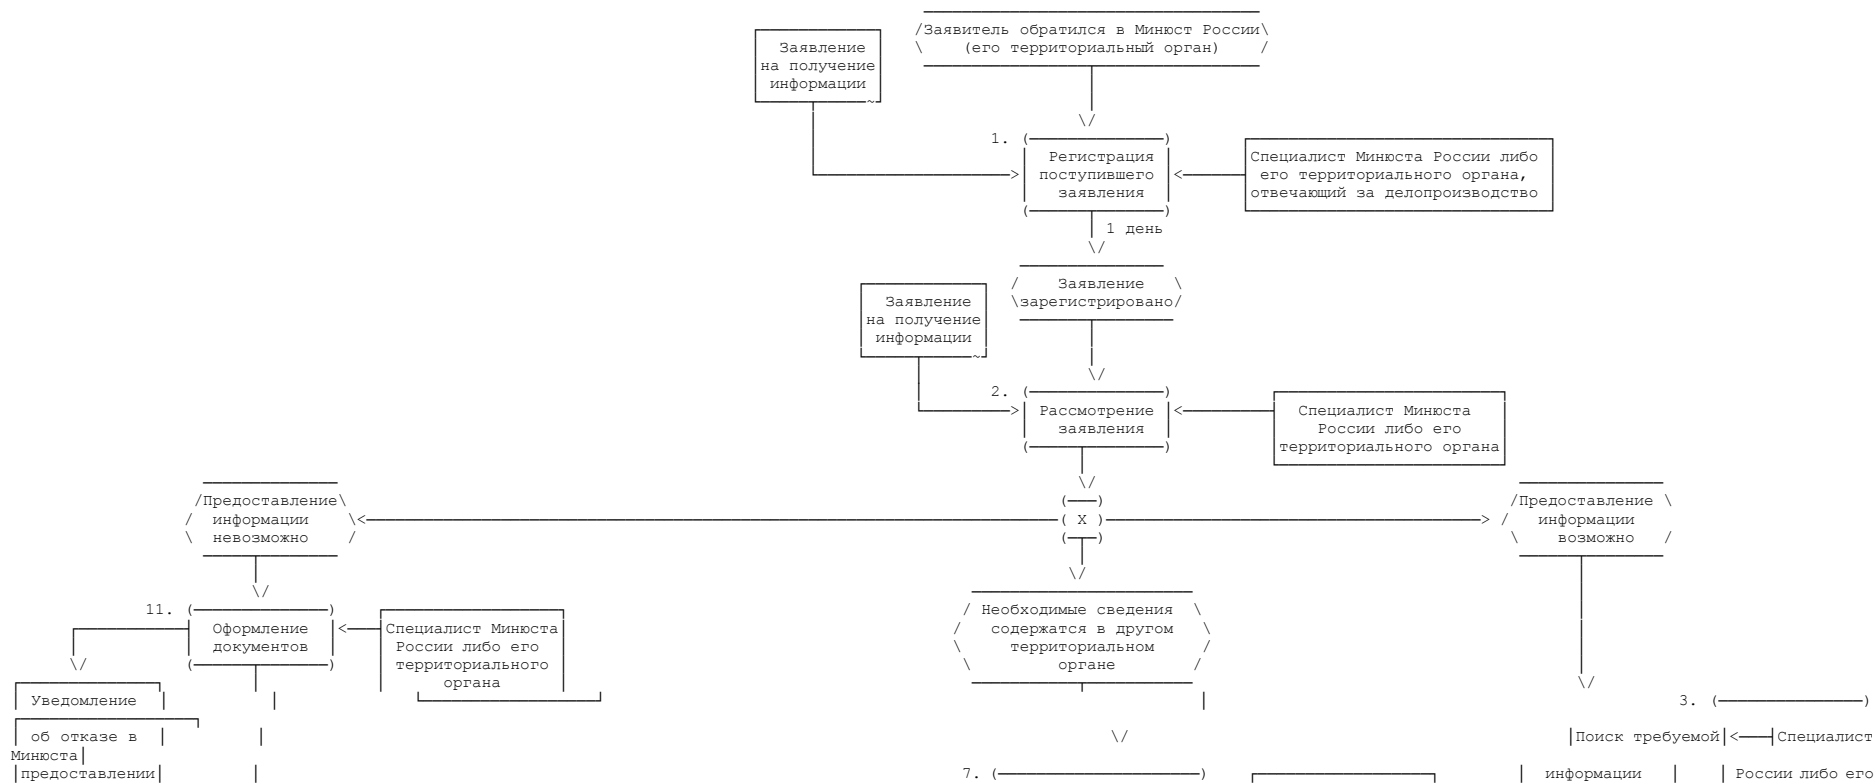 Заявитель обратился в Минюст России
(его территориальный орган)
Заявление
на получение
информации
1.
Регистрация
поступившего
заявления
Специалист Минюста России либо
его территориального органа,
отвечающий за делопроизводство
1 день
Заявление
зарегистрировано
Заявление
на получение
информации
2.
Рассмотрение
заявления
Специалист Минюста
России либо его
территориального органа
Предоставление
информации
невозможно
X
Предоставление
информации
возможно
11.
Оформление
документов
Специалист Минюста
России либо его
территориального
органа
Необходимые сведения
содержатся в другом
территориальном
органе
Уведомление
3.
об отказе в
Поиск требуемой
Специалист
Минюста
предоставлении
7.
информации
России либо его